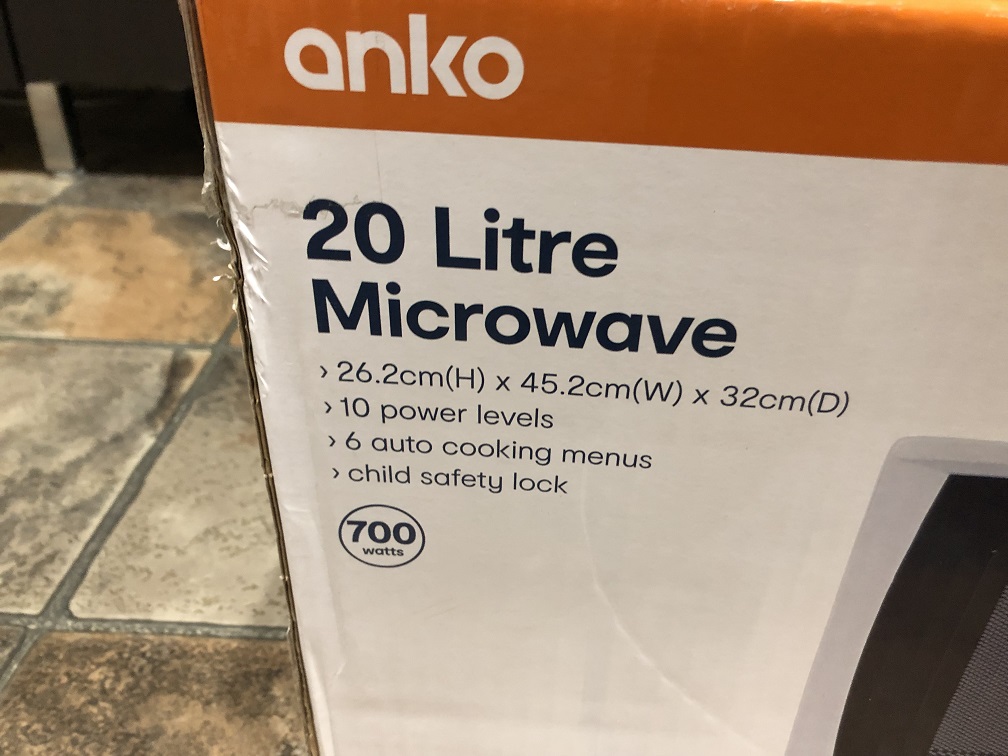 anko
20 Litre
Microwave
› 26.2cm(H) x 45.2cm(W) x 32cm(D)
› 10 power levels
› 6 auto cooking menus
› child safety lock
700
watts